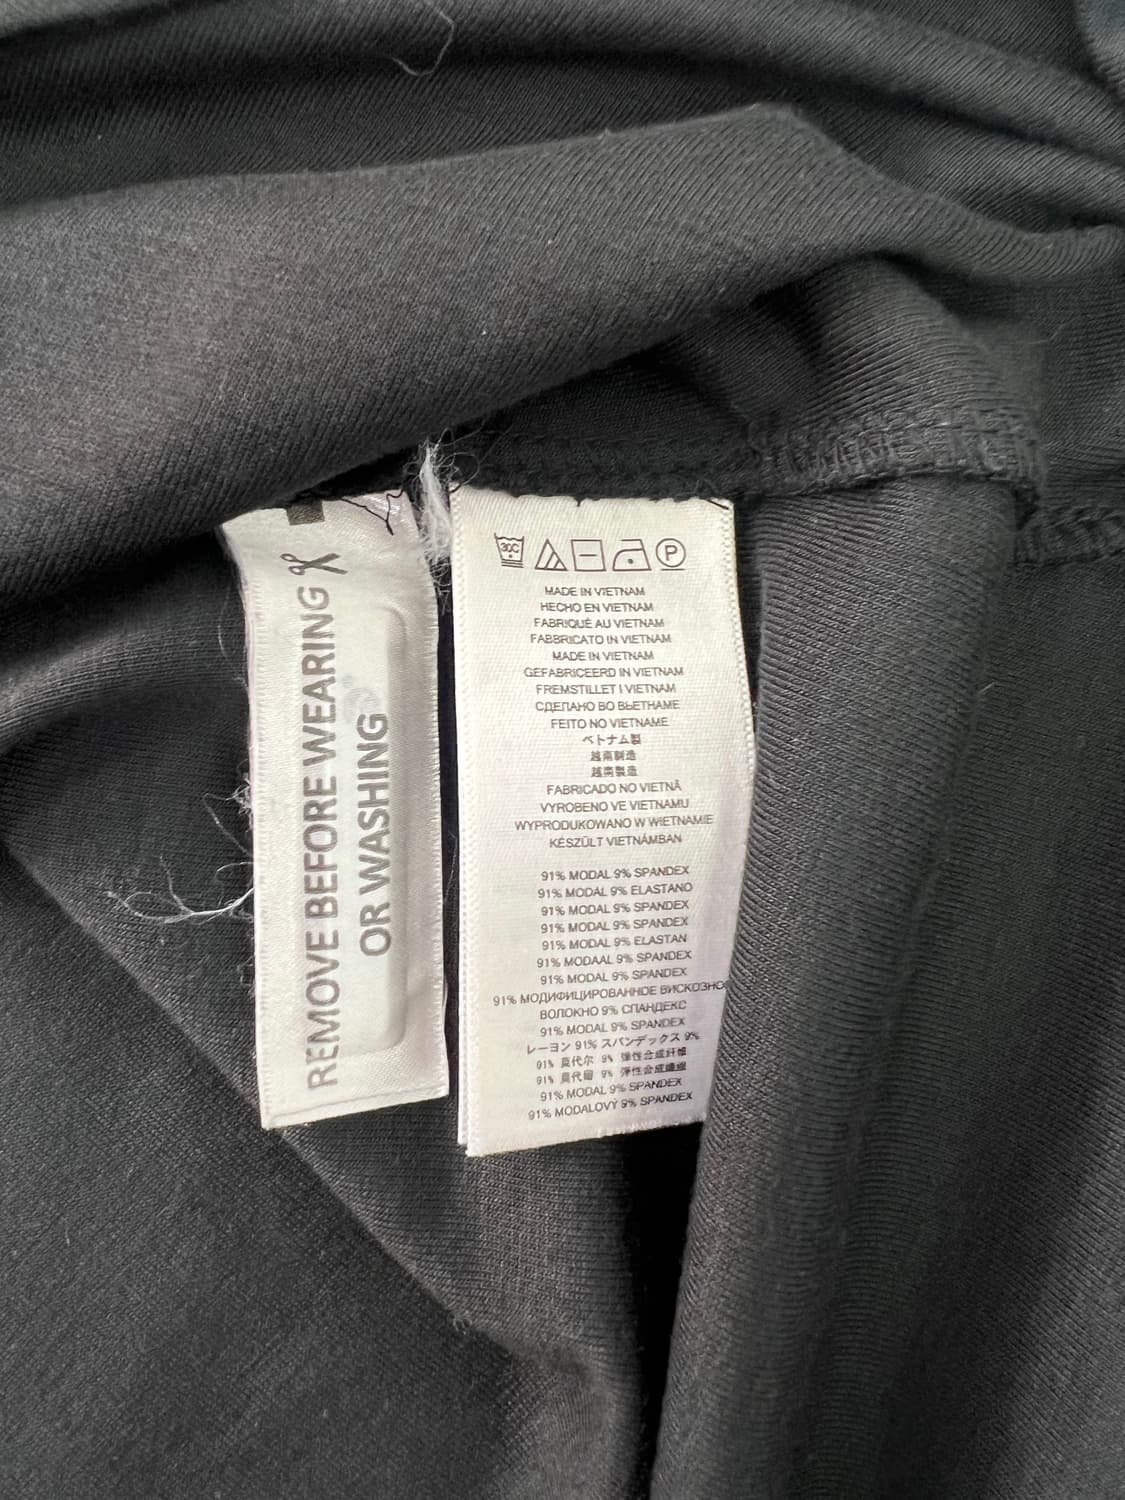 REMOVE BEFORE WEARING
OR WASHING
30C
P
MADE IN VIETNAM
HECHO EN VIETNAM
FABRIQUÉ AU VIETNAM
FABBRICATO IN VIETNAM
MADE IN VIETNAM
GEFABRICEERD IN VIETNAM
FREMSTILLET I VIETNAM
СДЕЛАНО ВО ВЬЕТНАМЕ
FEITO NO VIETNAME
ベトナム製
越南制造
越南製造
FABRICADO NO VIETNÃ
VYROBENO VE VIETNAMU
WYPRODUKOWANO W WIETNAMIE
KÉSZÜLT VIETNÁMBAN
91% MODAL 9% SPANDEX
91% MODAL 9% ELASTANO
91% MODAL 9% SPANDEX
91% MODAL 9% SPANDEX
91% MODAL 9% ELASTAN
91% MODAAL 9% SPANDEX
91% MODAL 9% SPANDEX
91% МОДИФИЦИРОВАННОЕ ВИСКОЗНО
ВОЛОКНО 9% СПАНДЕКС
91% MODAL 9% SPANDEX
レーヨン 91% スパンデックス 9%
91% 莫代尔 9% 弹性合成纤维
91% 莫代爾 9% 彈性合成纖維
91% MODAL 9% SPANDEX
91% MODALOVÝ 9% SPANDEX